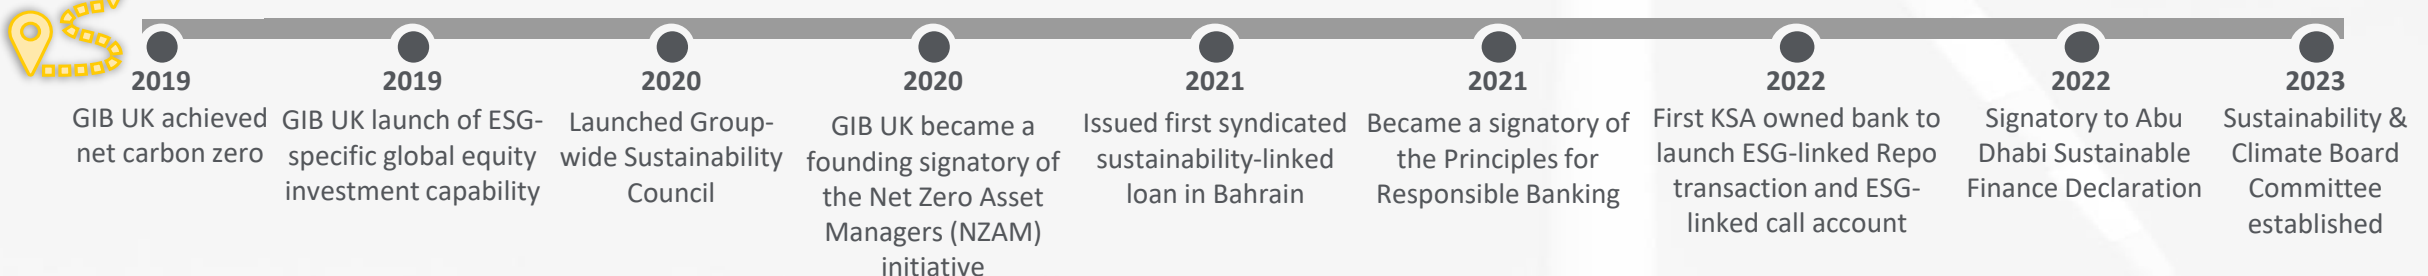 2019
GIB UK achieved
net carbon zero
2019
GIB UK launch of ESG-
specific global equity
investment capability
2020
Launched Group-
wide Sustainability
Council
2020
GIB UK became a
founding signatory of
the Net Zero Asset
Managers (NZAM)
initiative
2021
Issued first syndicated
sustainability-linked
loan in Bahrain
2021
Became a signatory of
the Principles for
Responsible Banking
2022
First KSA owned bank to
launch ESG-linked Repo
transaction and ESG-
linked call account
2022
Signatory to Abu
Dhabi Sustainable
Finance Declaration
2023
Sustainability &
Climate Board
Committee
established